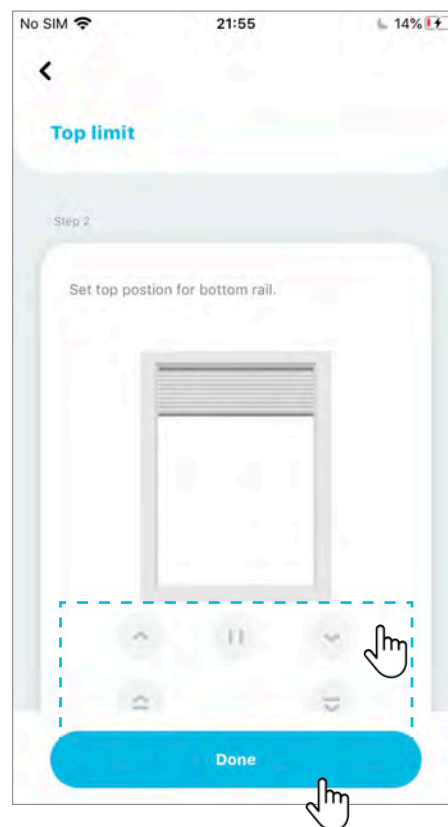 No SIM 21:55 14%
Top limit
Step 2
Set top postion for bottom rail.
Done